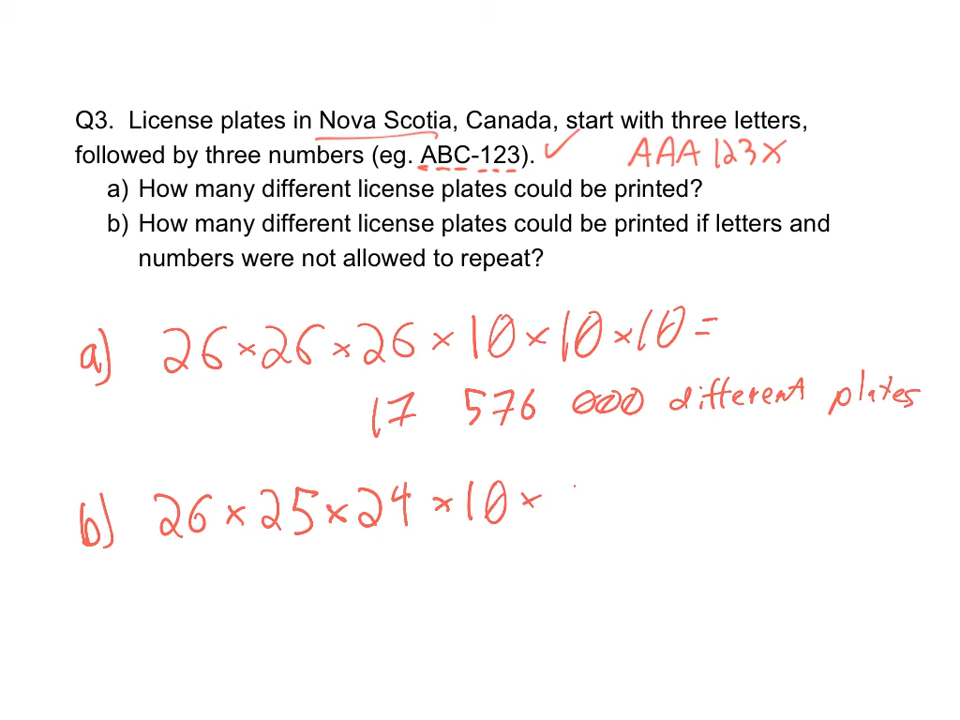 Q3. License plates in Nova Scotia, Canada, start with three letters,
followed by three numbers (eg. ABC-123). ✓ AAA 123 ×
a) How many different license plates could be printed?
b) How many different license plates could be printed if letters and
numbers were not allowed to repeat?
a) 26 × 26 × 26 × 10 × 10 × 10 =
17 576 000 different plates
b) 26 × 25 × 24 × 10 ×